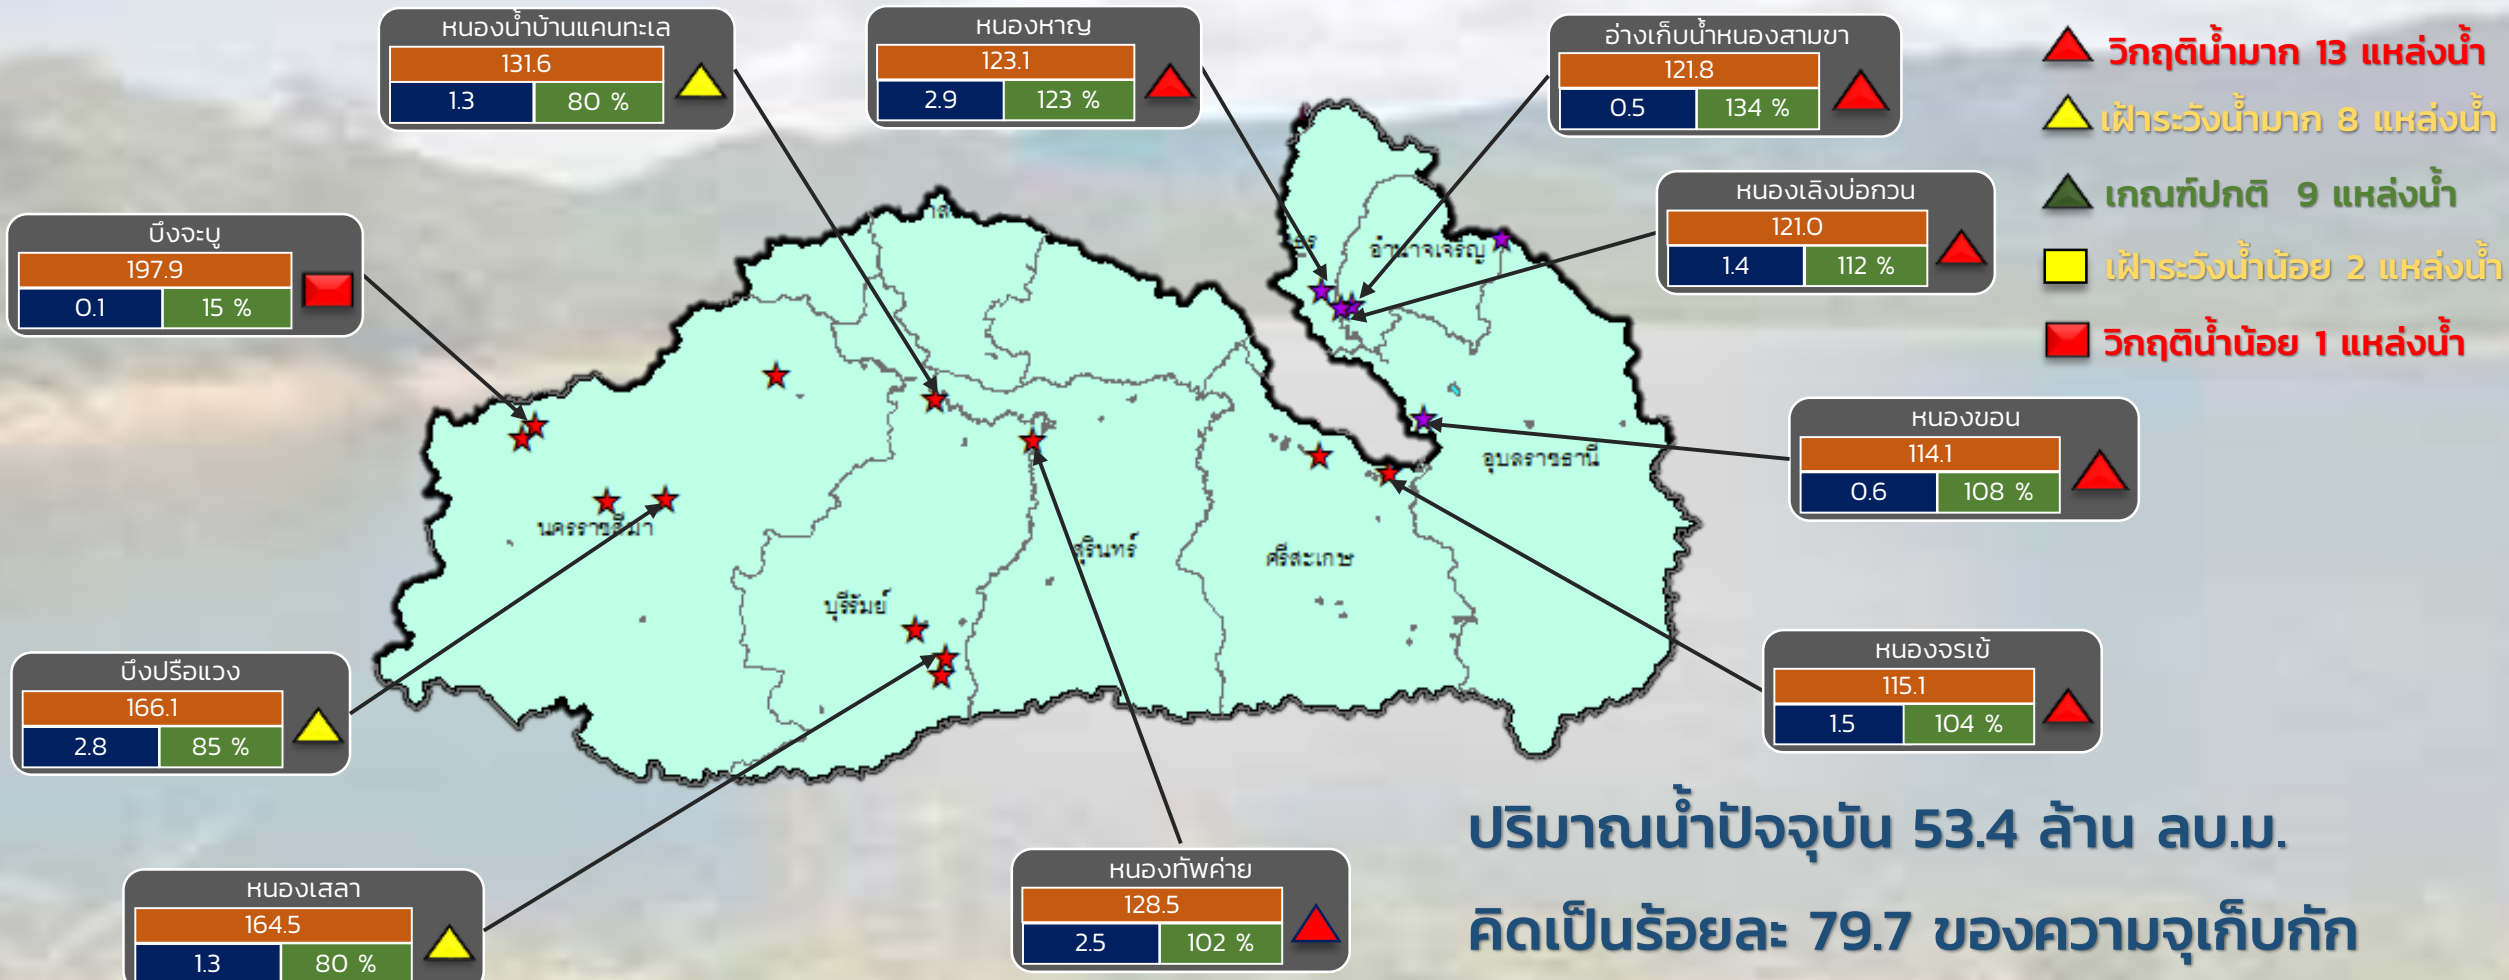 หนองน้ำบ้านแคนทะเล
131.6
1.3 80 %
หนองหาญ
123.1
2.9 123 %
อ่างเก็บน้ำหนองสามขา
121.8
0.5 134 %
วิกฤติน้ำมาก 13 แหล่งน้ำ
เฝ้าระวังน้ำมาก 8 แหล่งน้ำ
เกณฑ์ปกติ 9 แหล่งน้ำ
เฝ้าระวังน้ำน้อย 2 แหล่งน้ำ
วิกฤติน้ำน้อย 1 แหล่งน้ำ
หนองเลิงบ่อกวน
121.0
1.4 112 %
บึงจะบู
197.9
0.1 15 %
อำนาจเจริญ
หนองขอน
114.1
0.6 108 %
อุบลราชธานี
นครราชสีมา
สุรินทร์
ศรีสะเกษ
บุรีรัมย์
บึงปรือแวง
166.1
2.8 85 %
หนองจรเข้
115.1
1.5 104 %
หนองเสลา
164.5
1.3 80 %
หนองทัพค่าย
128.5
2.5 102 %
ปริมาณน้ำปัจจุบัน 53.4 ล้าน ลบ.ม.
คิดเป็นร้อยละ 79.7 ของความจุเก็บกัก